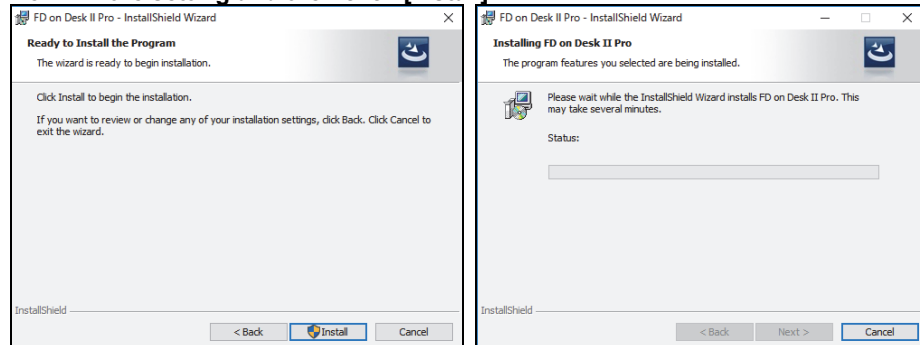 FD on Desk II Pro - InstallShield Wizard
Ready to Install the Program
The wizard is ready to begin installation.
Click Install to begin the installation.
If you want to review or change any of your installation settings, click Back. Click Cancel to
exit the wizard.
InstallShield
< Back
Install
Cancel
FD on Desk II Pro - InstallShield Wizard
Installing FD on Desk II Pro
The program features you selected are being installed.
Please wait while the InstallShield Wizard installs FD on Desk II Pro. This
may take several minutes.
Status:
InstallShield
< Back
Next >
Cancel